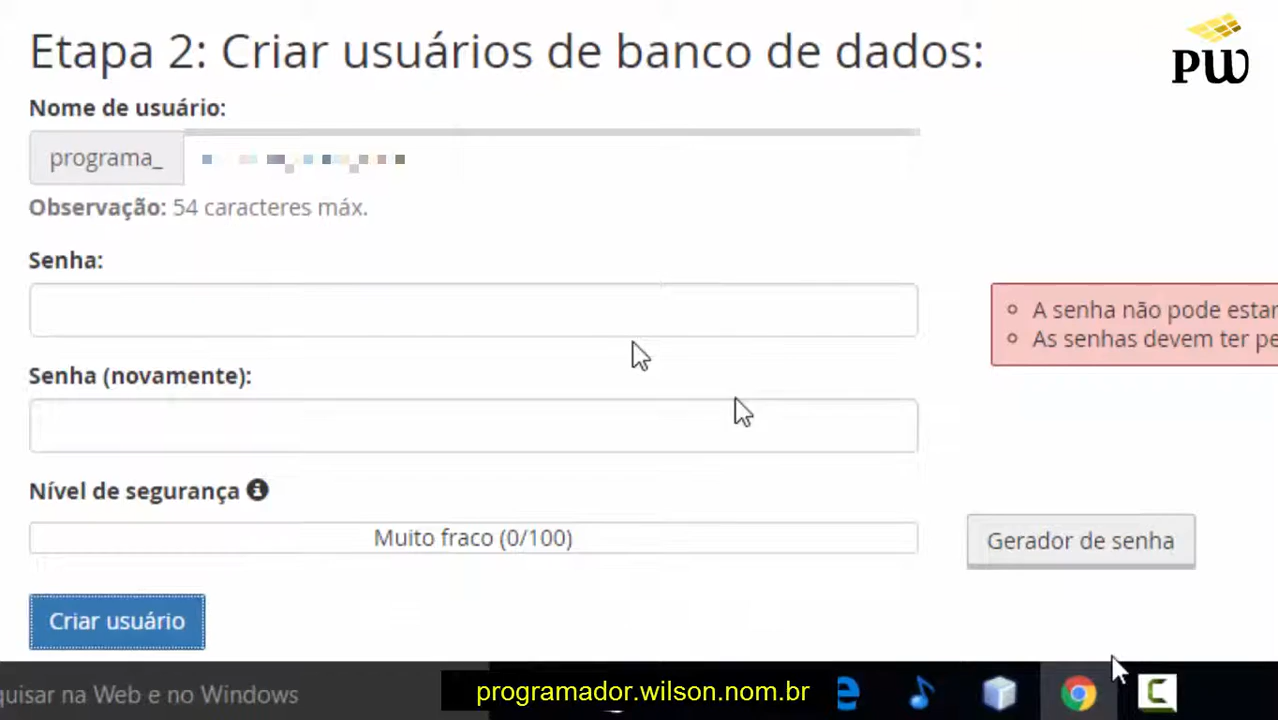 Etapa 2: Criar usuários de banco de dados:
PW
Nome de usuário:
programa_
Observação: 54 caracteres máx.
Senha:
A senha não pode estar
As senhas devem ter pe
Senha (novamente):
Nível de segurança
Muito fraco (0/100)
Gerador de senha
Criar usuário
quisar na Web e no Windows
programador.wilson.nom.br